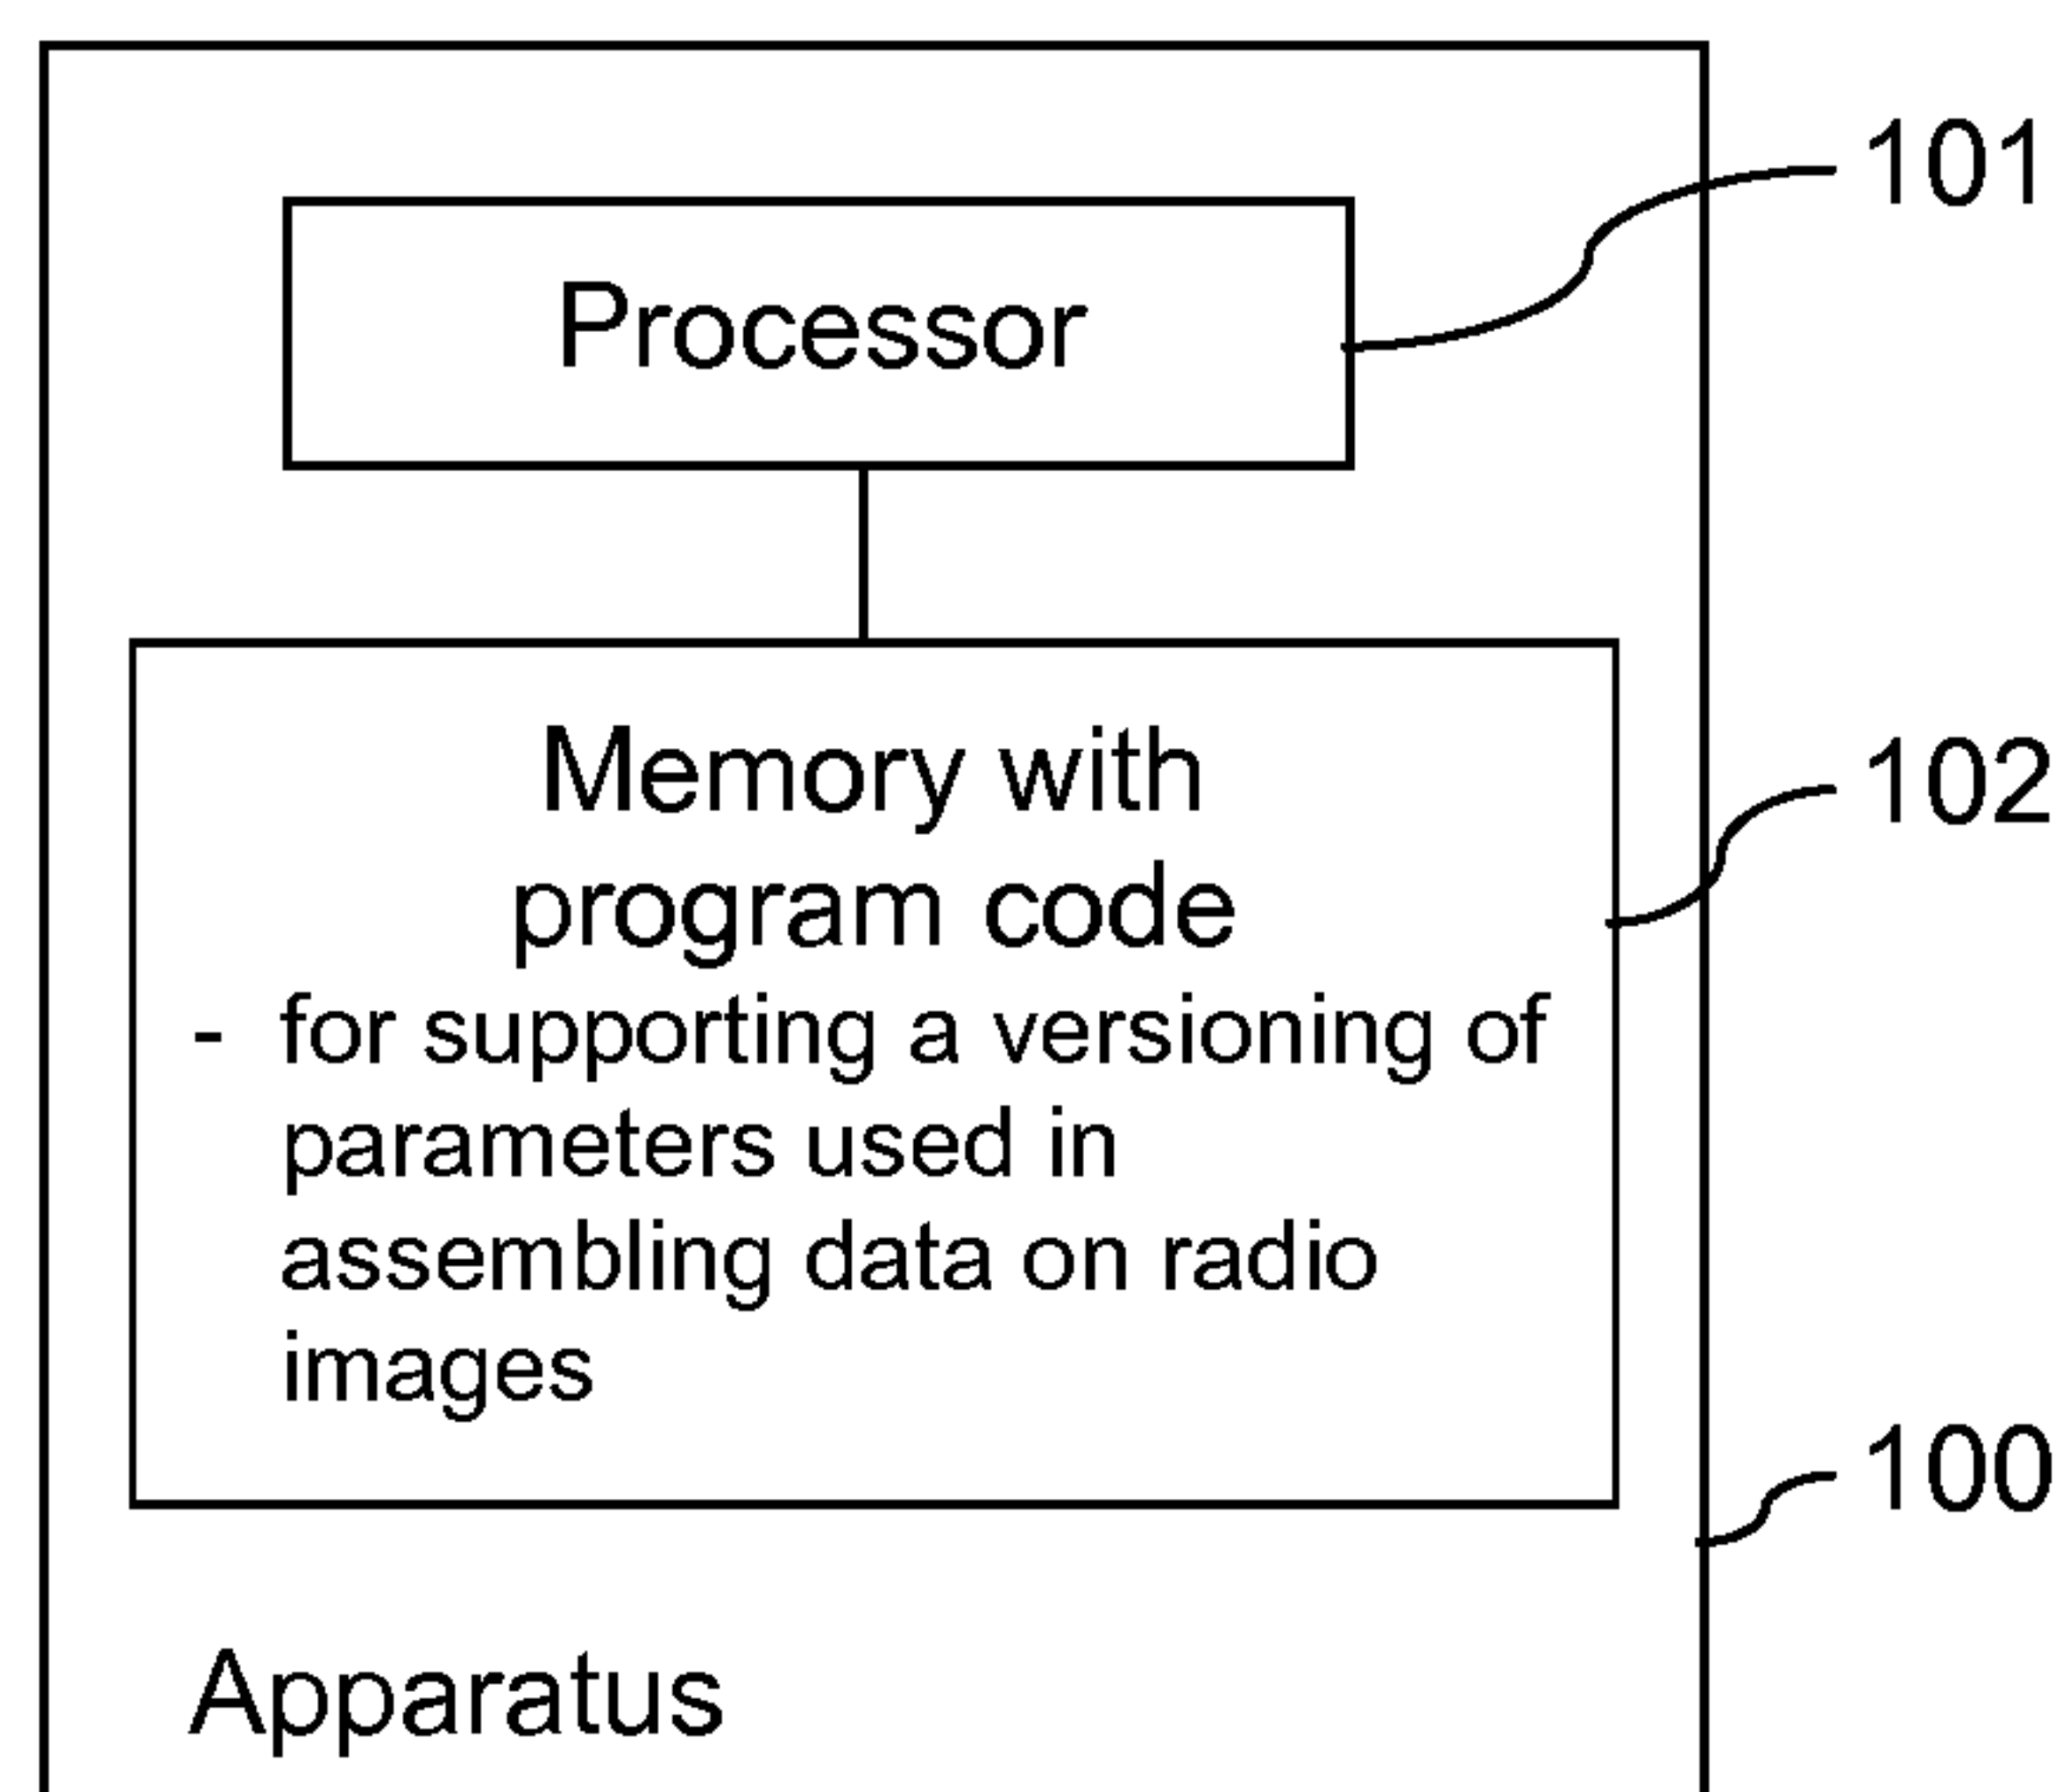 101
Processor
Memory with
102
program code
- for supporting a versioning of
parameters used in
assembling data on radio
images
100
Apparatus